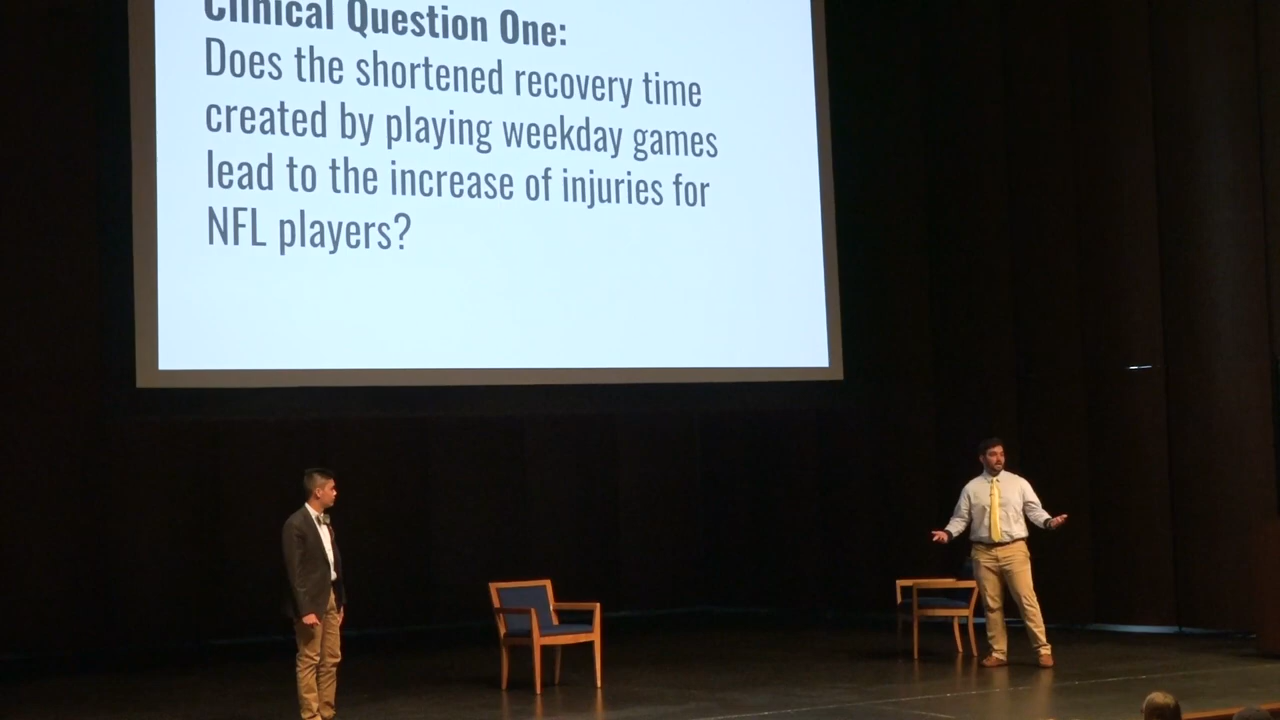 Clinical Question One:
Does the shortened recovery time
created by playing weekday games
lead to the increase of injuries for
NFL players?